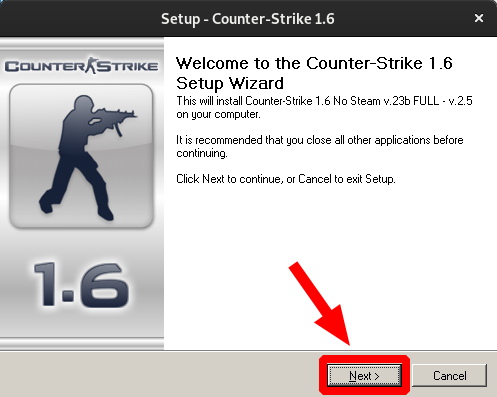 Setup - Counter-Strike 1.6
COUNTER STRIKE
Welcome to the Counter-Strike 1.6
Setup Wizard
This will install Counter-Strike 1.6 No Steam v.23b FULL - v.2.5
on your computer.
It is recommended that you close all other applications before
continuing.
Click Next to continue, or Cancel to exit Setup.
1.6
Next >
Cancel